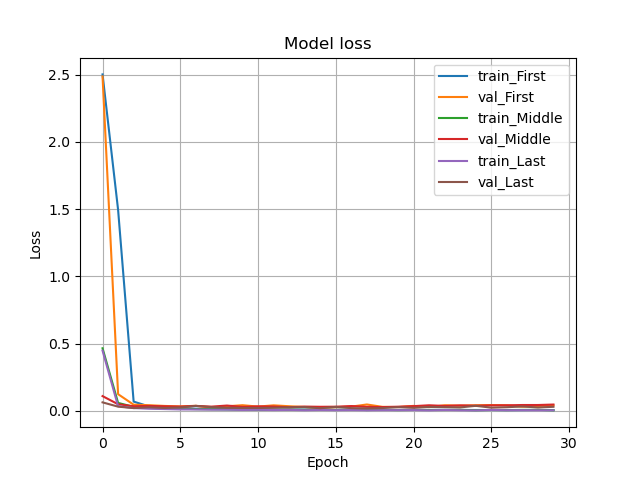 Model loss
2.5
2.0
1.5
1.0
0.5
0.0
Loss
train_First
val_First
train_Middle
val_Middle
train_Last
val_Last
0 5 10 15 20 25 30
Epoch